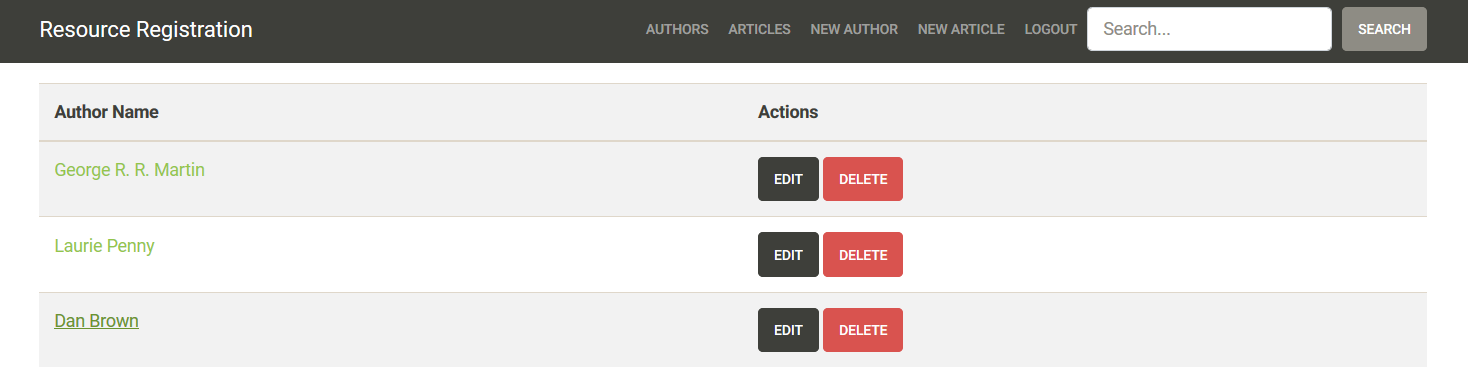 Resource Registration AUTHORS ARTICLES NEW AUTHOR NEW ARTICLE LOGOUT Search... SEARCH
Author Name Actions
George R. R. Martin EDIT DELETE
Laurie Penny EDIT DELETE
Dan Brown EDIT DELETE